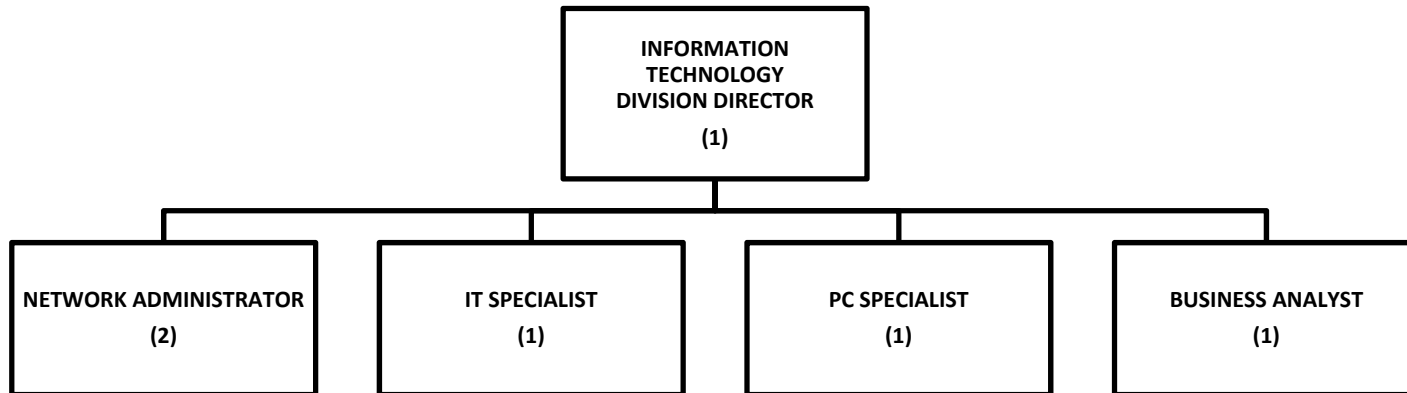 INFORMATION
TECHNOLOGY
DIVISION DIRECTOR
(1)
NETWORK ADMINISTRATOR
(2)
IT SPECIALIST
(1)
PC SPECIALIST
(1)
BUSINESS ANALYST
(1)